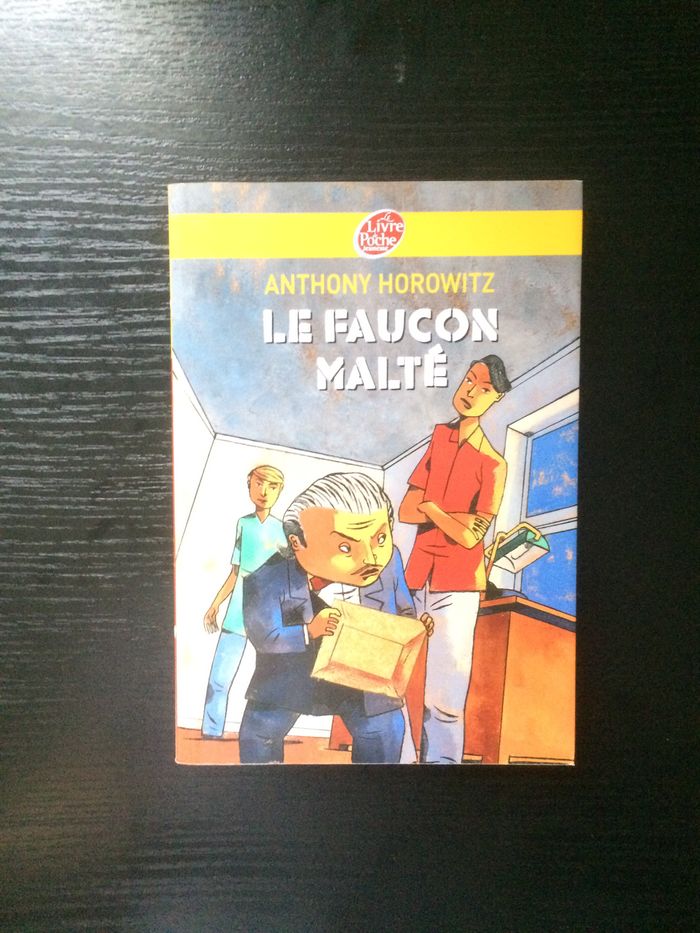 Le
Livre
de
Poche
Jeunesse
ANTHONY HOROWITZ
LE FAUCON
MALTÉ